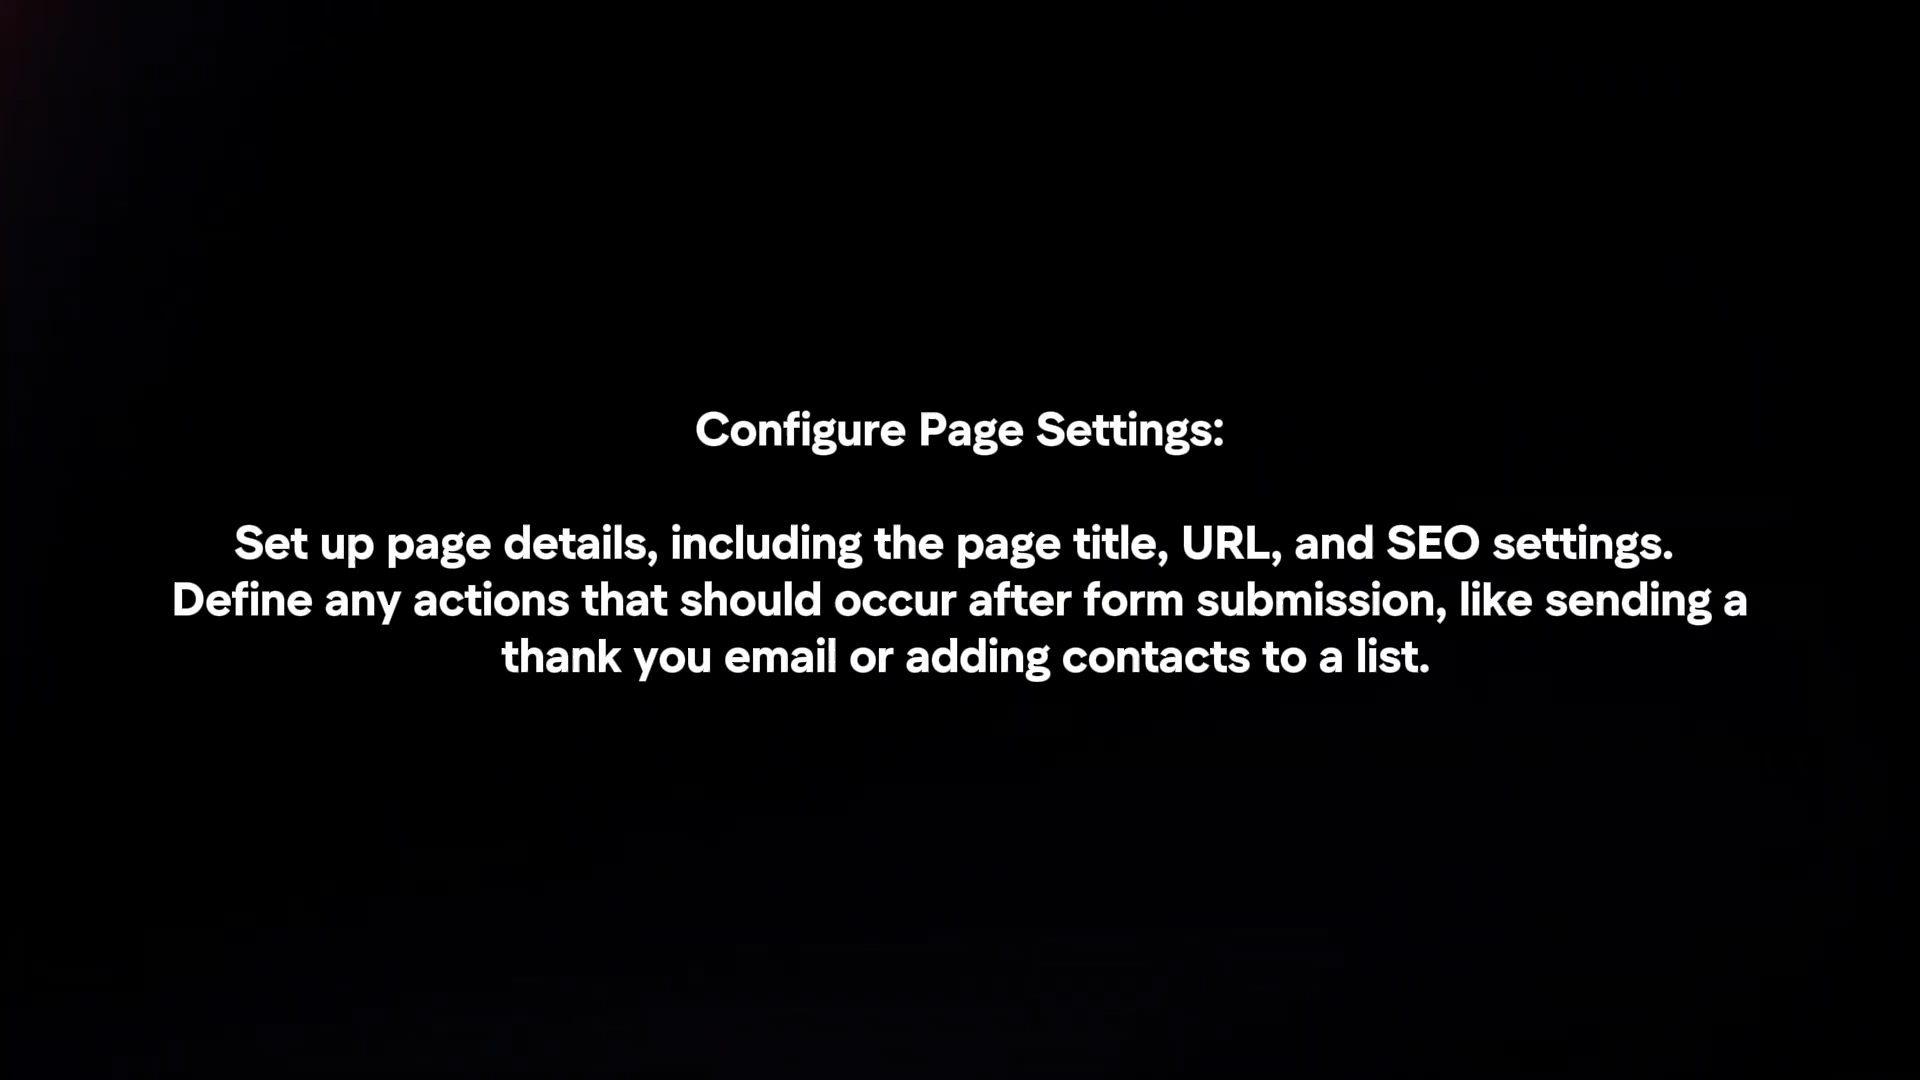 Configure Page Settings:
Set up page details, including the page title, URL, and SEO settings.
Define any actions that should occur after form submission, like sending a
thank you email or adding contacts to a list.